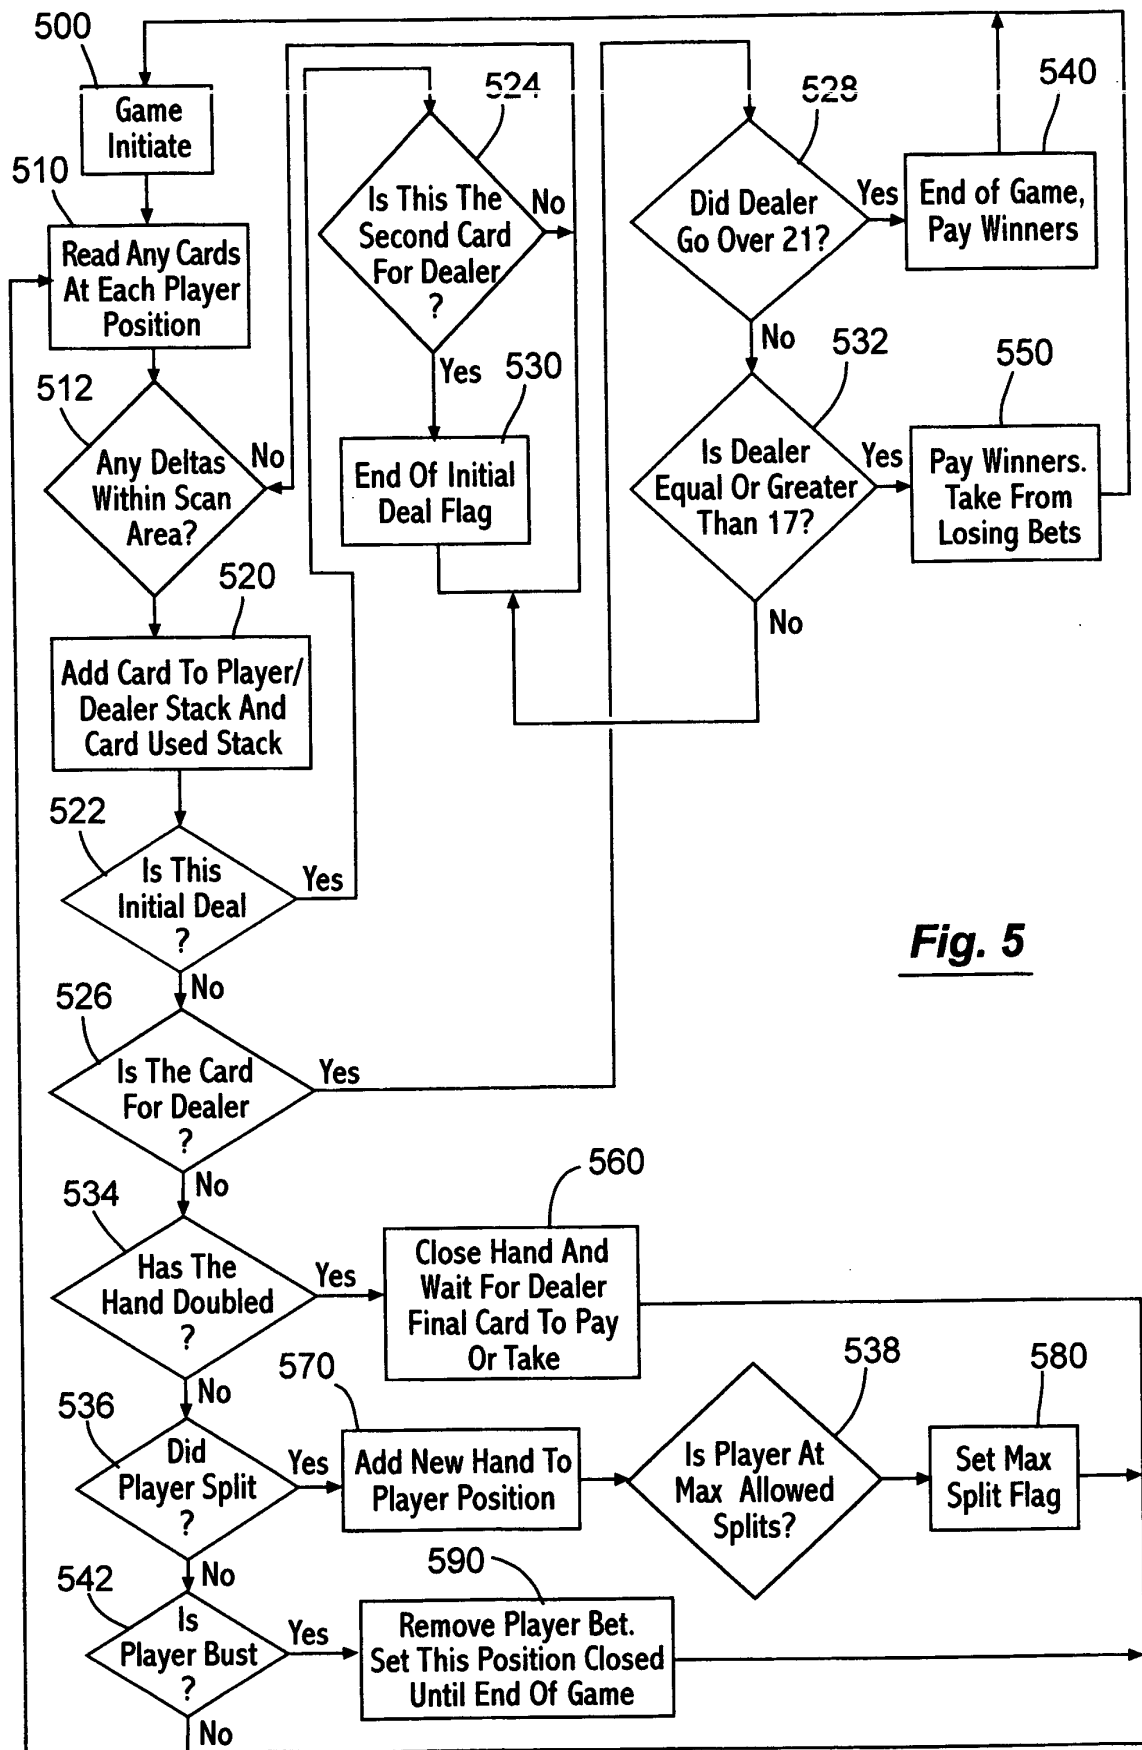 500
Game
Initiate
510
Read Any Cards
At Each Player
Position
512
Any Deltas
Within Scan
Area?
No
520
Add Card To Player/
Dealer Stack And
Card Used Stack
522
Is This
Initial Deal
?
Yes
No
524
Is This The
Second Card
For Dealer
?
No
Yes
530
End Of Initial
Deal Flag
526
Is The Card
For Dealer
?
Yes
No
528
Did Dealer
Go Over 21?
Yes
No
540
End of Game,
Pay Winners
532
Is Dealer
Equal Or Greater
Than 17?
Yes
No
550
Pay Winners.
Take From
Losing Bets
Fig. 5
534
Has The
Hand Doubled
?
Yes
No
560
Close Hand And
Wait For Dealer
Final Card To Pay
Or Take
536
Did
Player Split
?
Yes
No
570
Add New Hand To
Player Position
538
Is Player At
Max Allowed
Splits?
580
Set Max
Split Flag
542
Is
Player Bust
?
Yes
No
590
Remove Player Bet.
Set This Position Closed
Until End Of Game